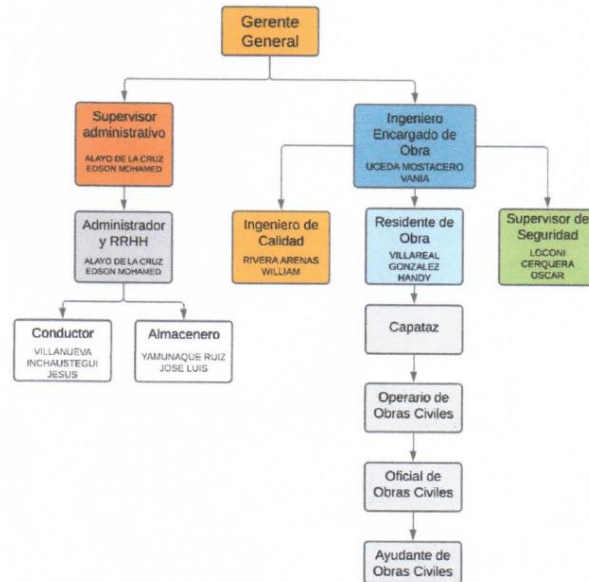 Gerente
General
Supervisor
administrativo
ALAYO DE LA CRUZ
EDSON MOHAMED
Ingeniero
Encargado de
Obra
UCEDA MOSTACERO
VANIA
Administrador
y RRHH
ALAYO DE LA CRUZ
EDSON MOHAMED
Ingeniero de
Calidad
RIVERA ARENAS
WILLIAM
Residente de
Obra
VILLAREAL
GONZALEZ
HANDY
Supervisor de
Seguridad
LOCONI
CERQUERA
OSCAR
Conductor
VILLANUEVA
INCHAUSTEGUI
JESUS
Almacenero
YAMUNAQUE RUIZ
JOSE LUIS
Capataz
Operario de
Obras Civiles
Oficial de
Obras Civiles
Ayudante de
Obras Civiles